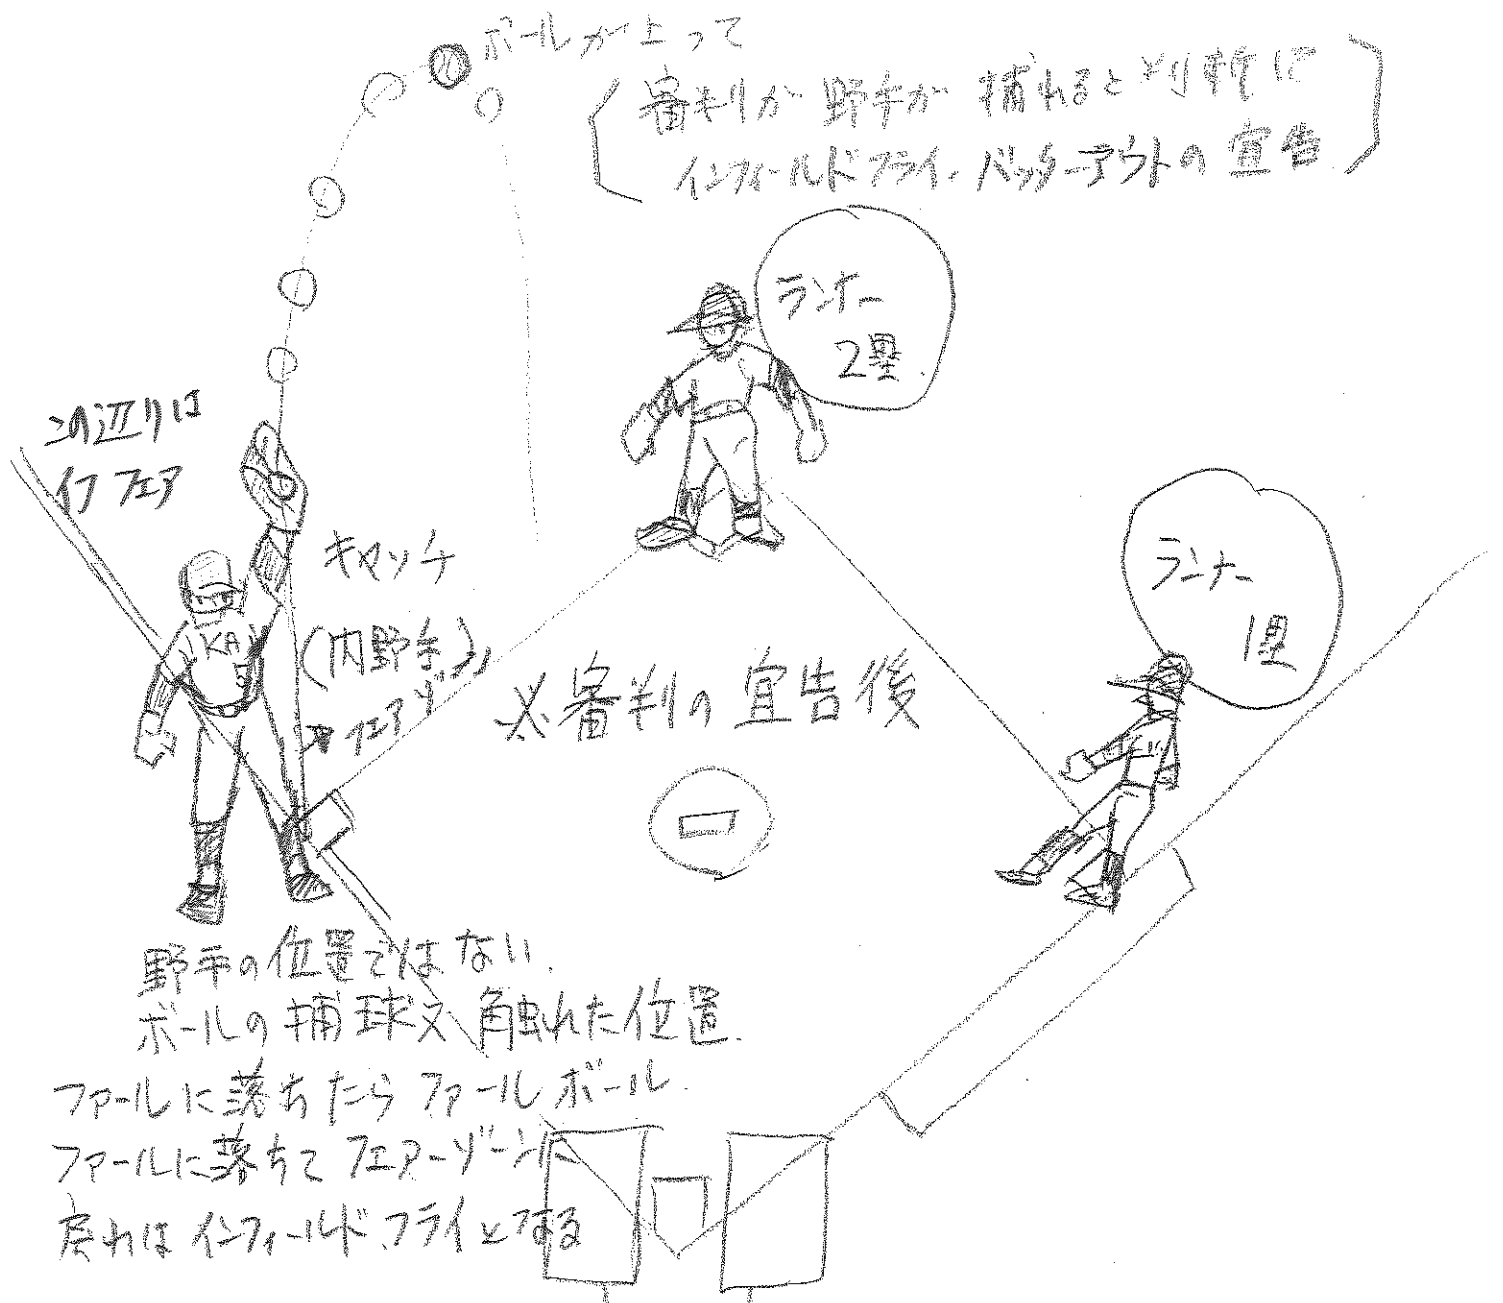 ボールが上って
審判が野手が捕れると判断に
インフィールドフライ・バッターアウトの宣告
ランナー
2塁
この辺りは
イフ フェア
キャッチ
(内野手)
フェアゾーン
ランナー
1塁
※審判の宣告後
KA
野手の位置ではない.
ボールの捕球又触れた位置.
ファールに落ちたらファールボール.
ファールに落ちてフェアーゾーンに
戻ればインフィールドフライとする